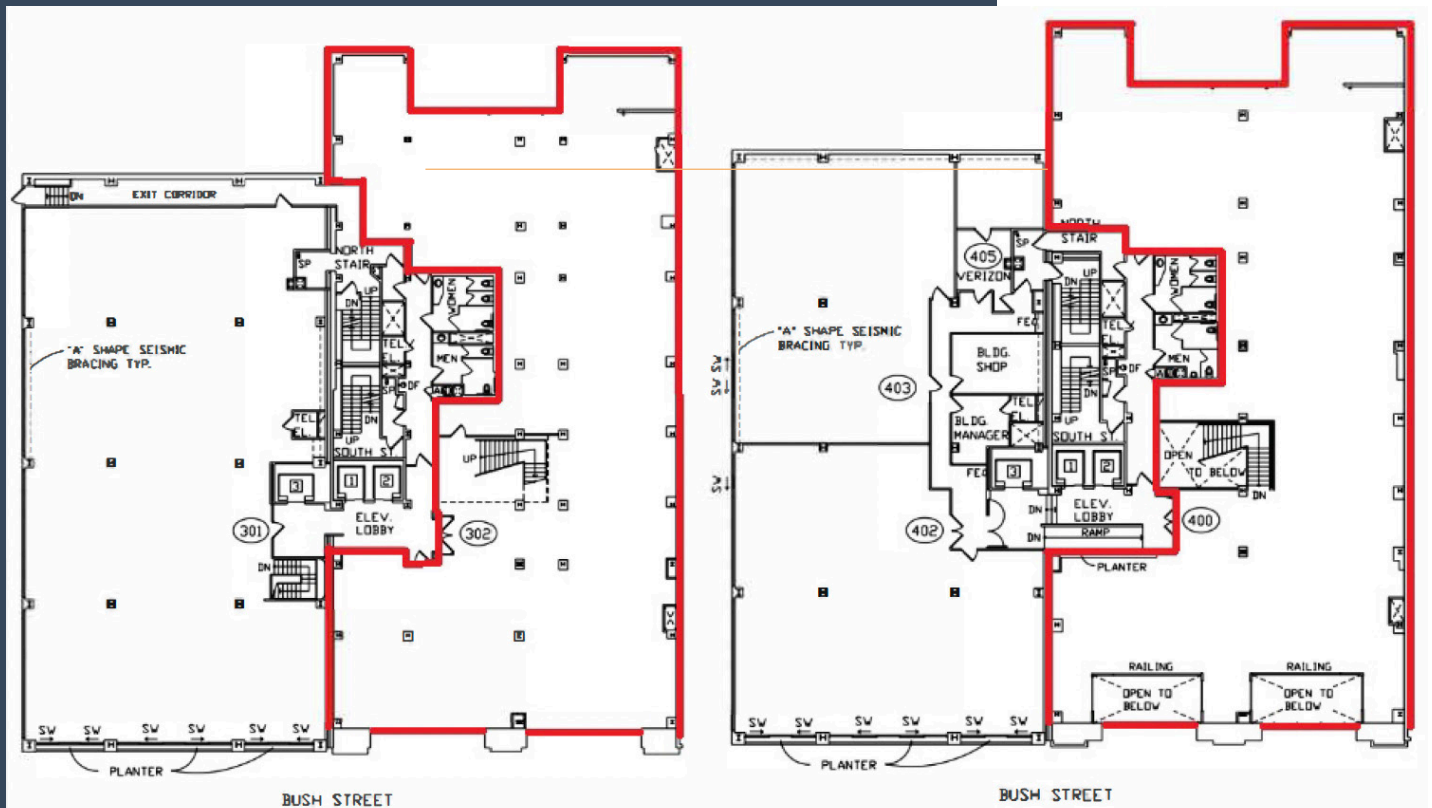 EXIT CORRIDOR
DN
NORTH
STAIR
SP
UP
DN
WOMEN
"A" SHAPE SEISMIC
BRACING TYP.
TEL
EL.
MEN
SP
DF
DN
UP
TEL
EL.
SOUTH ST.
UP
3
1
2
ELEV.
LOBBY
301
302
DN
SW
SW
SW
SW
SW
SW
PLANTER
BUSH STREET
NORTH
STAIR
SP
405
VERIZON
UP
DN
WOMEN
FEC
"A" SHAPE SEISMIC
BRACING TYP.
TEL
EL.
BLDG.
SHOP
MEN
SP
DF
SW
SW
403
DN
TEL
EL.
BLDG.
MANAGER
UP
SOUTH ST.
OPEN
TO BELOW
3
1
2
FEC
SW
DN
402
DN
ELEV.
LOBBY
400
DN
RAMP
PLANTER
RAILING
RAILING
OPEN TO
BELOW
OPEN TO
BELOW
SW
SW
SW
SW
SW
SW
PLANTER
BUSH STREET